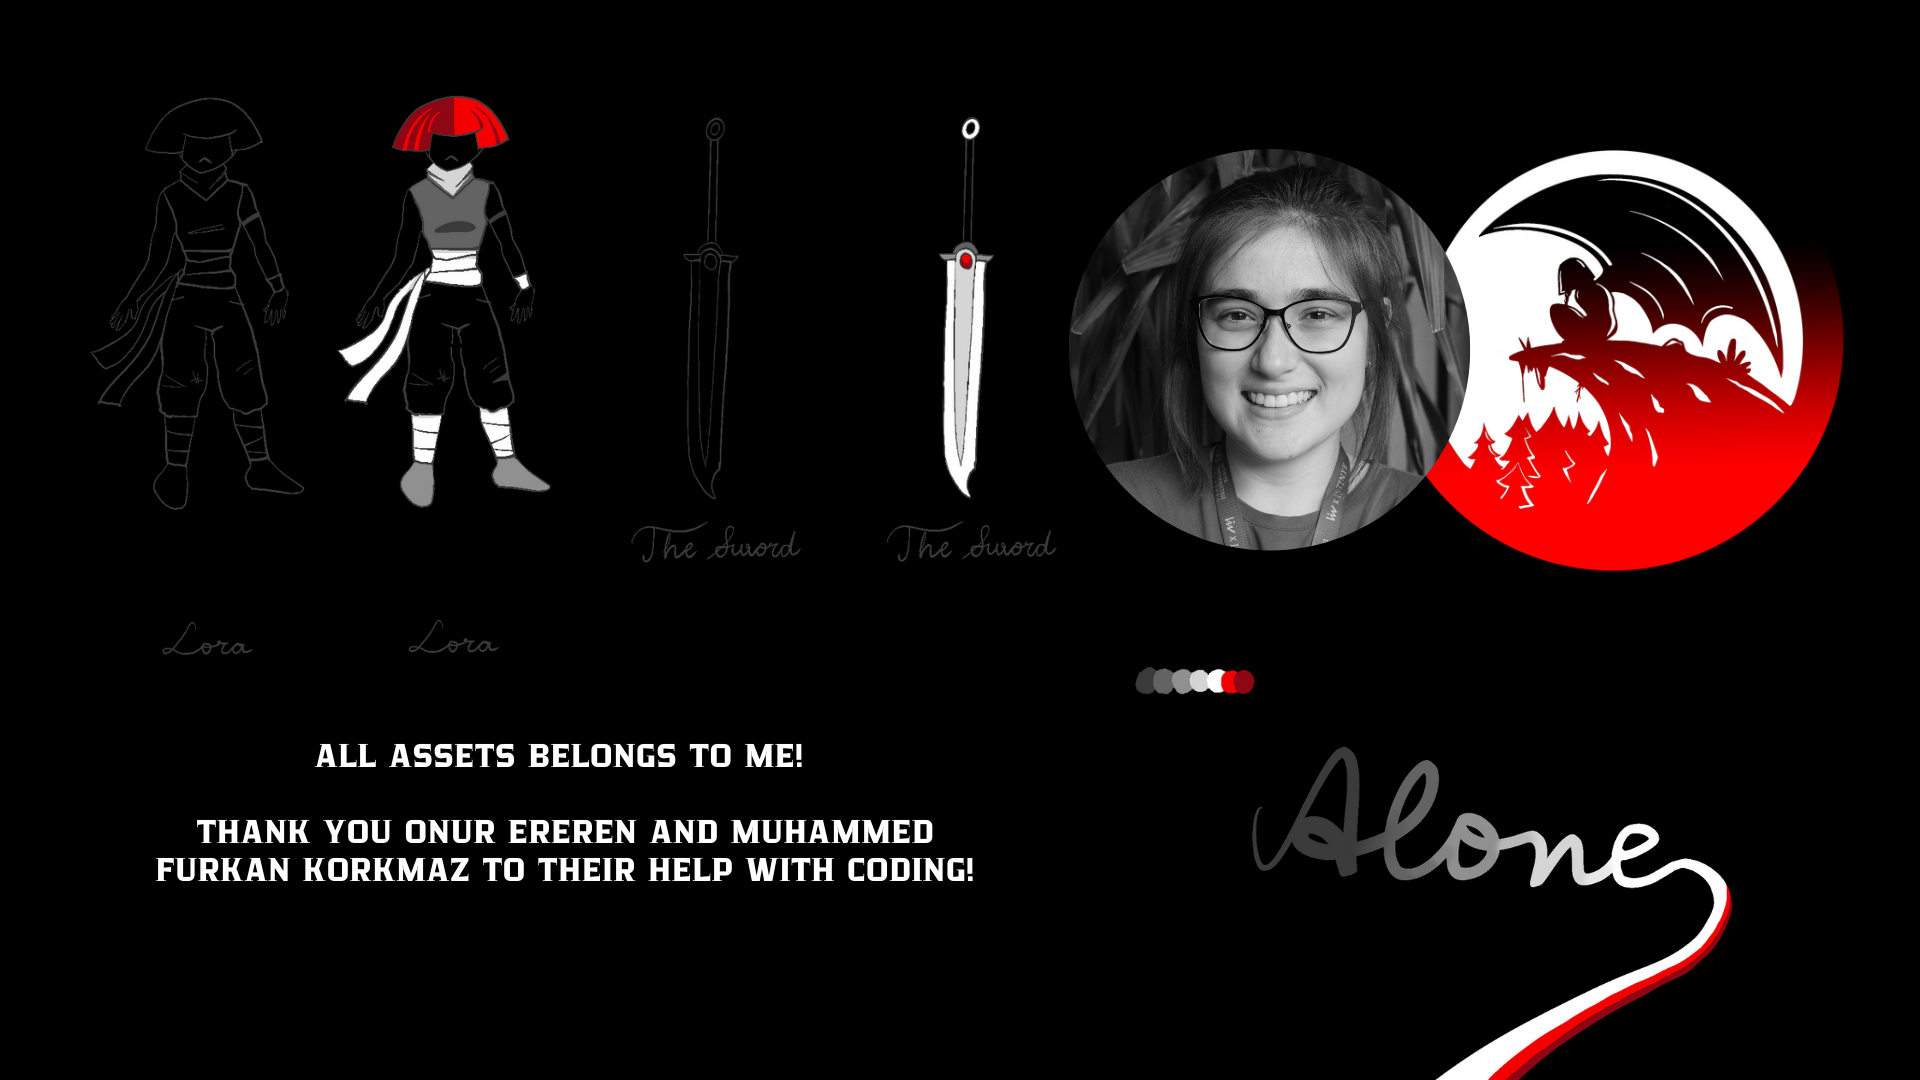 The Sword
The Sword
Lora
Lora
ALL ASSETS BELONGS TO ME!
THANK YOU ONUR EREREN AND MUHAMMED
FURKAN KORKMAZ TO THEIR HELP WITH CODING!
Alone